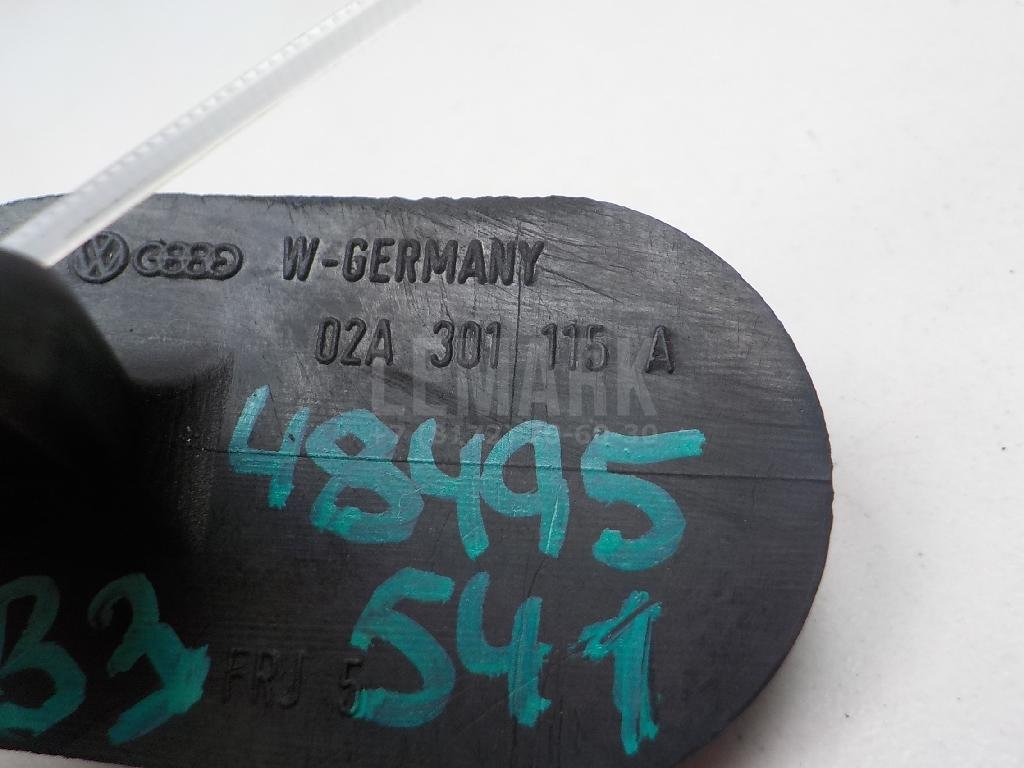 W-GERMANY
02A 301 115 A
LEMARK
48495
541
B3
FRJ 5